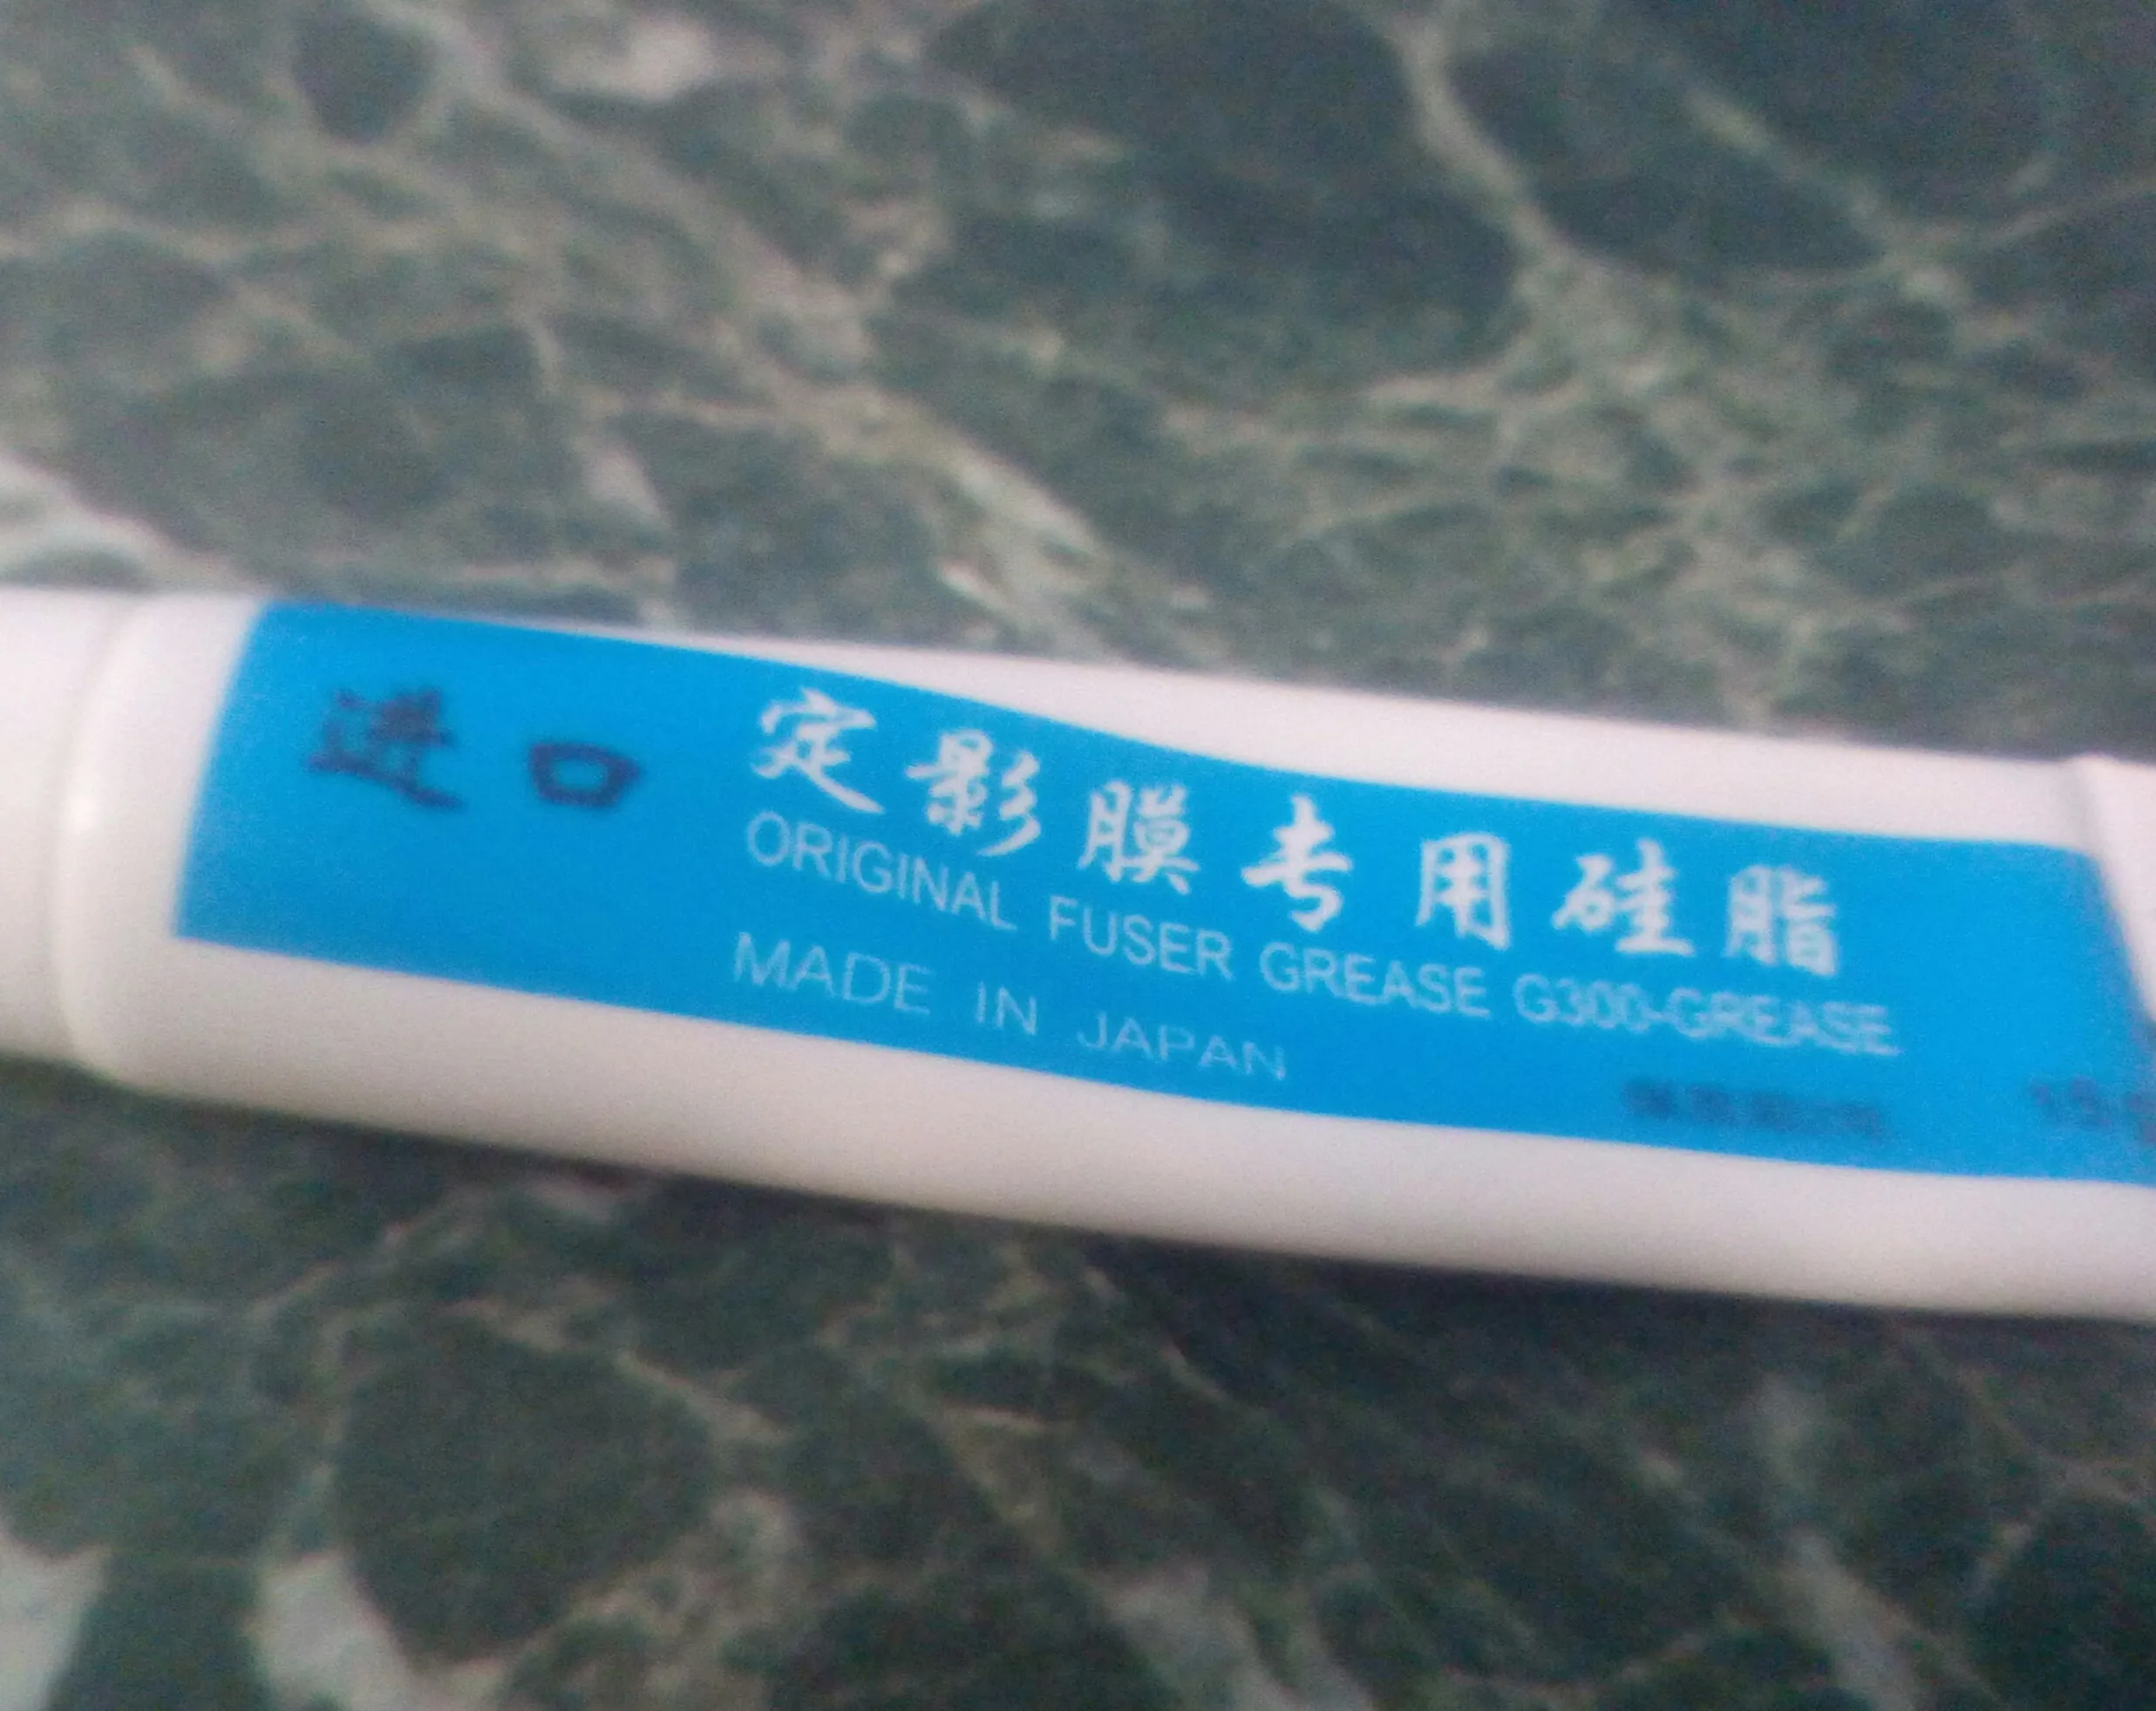 进口 定影膜专用硅脂
ORIGINAL FUSER GREASE G300-GREASE
MADE IN JAPAN